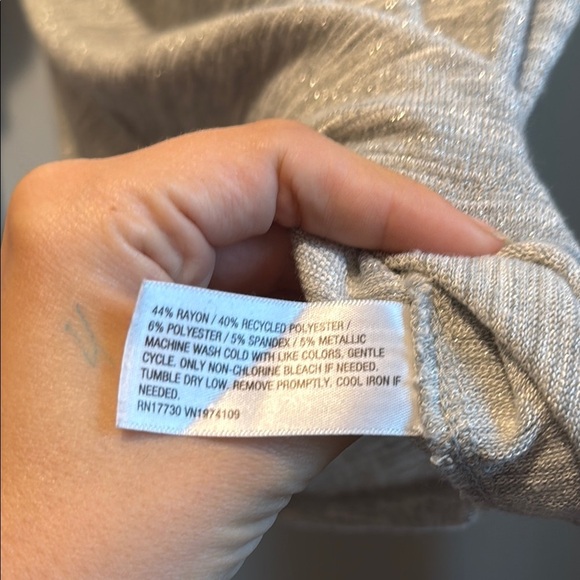 44% RAYON / 40% RECYCLED POLYESTER /
6% POLYESTER / 5% SPANDEX / 5% METALLIC
MACHINE WASH COLD WITH LIKE COLORS, GENTLE
CYCLE. ONLY NON-CHLORINE BLEACH IF NEEDED.
TUMBLE DRY LOW. REMOVE PROMPTLY. COOL IRON IF
NEEDED.
RN17730 VN1974109